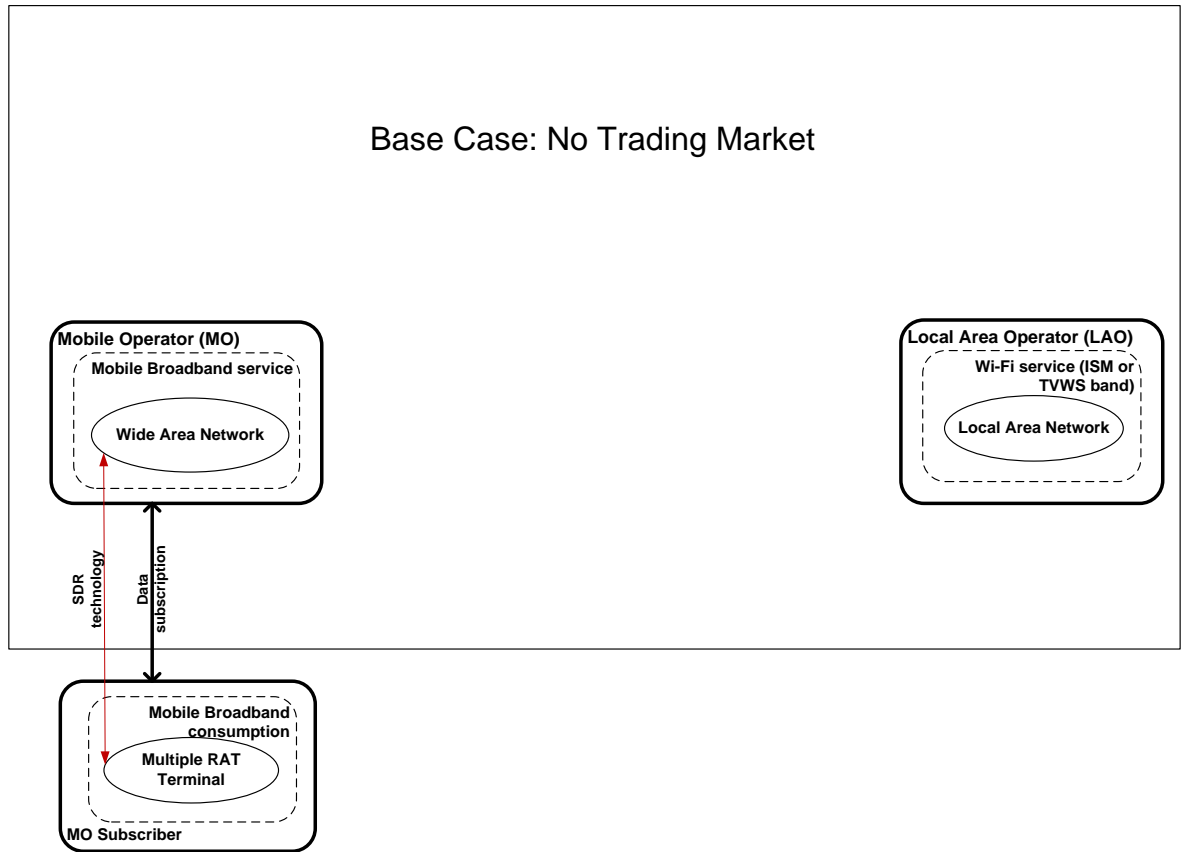 Base Case: No Trading Market
Mobile Operator (MO)
Mobile Broadband service
Wide Area Network
Local Area Operator (LAO)
Wi-Fi service (ISM or
TVWS band)
Local Area Network
SDR
technology
Data
subscription
Mobile Broadband
consumption
Multiple RAT
Terminal
MO Subscriber